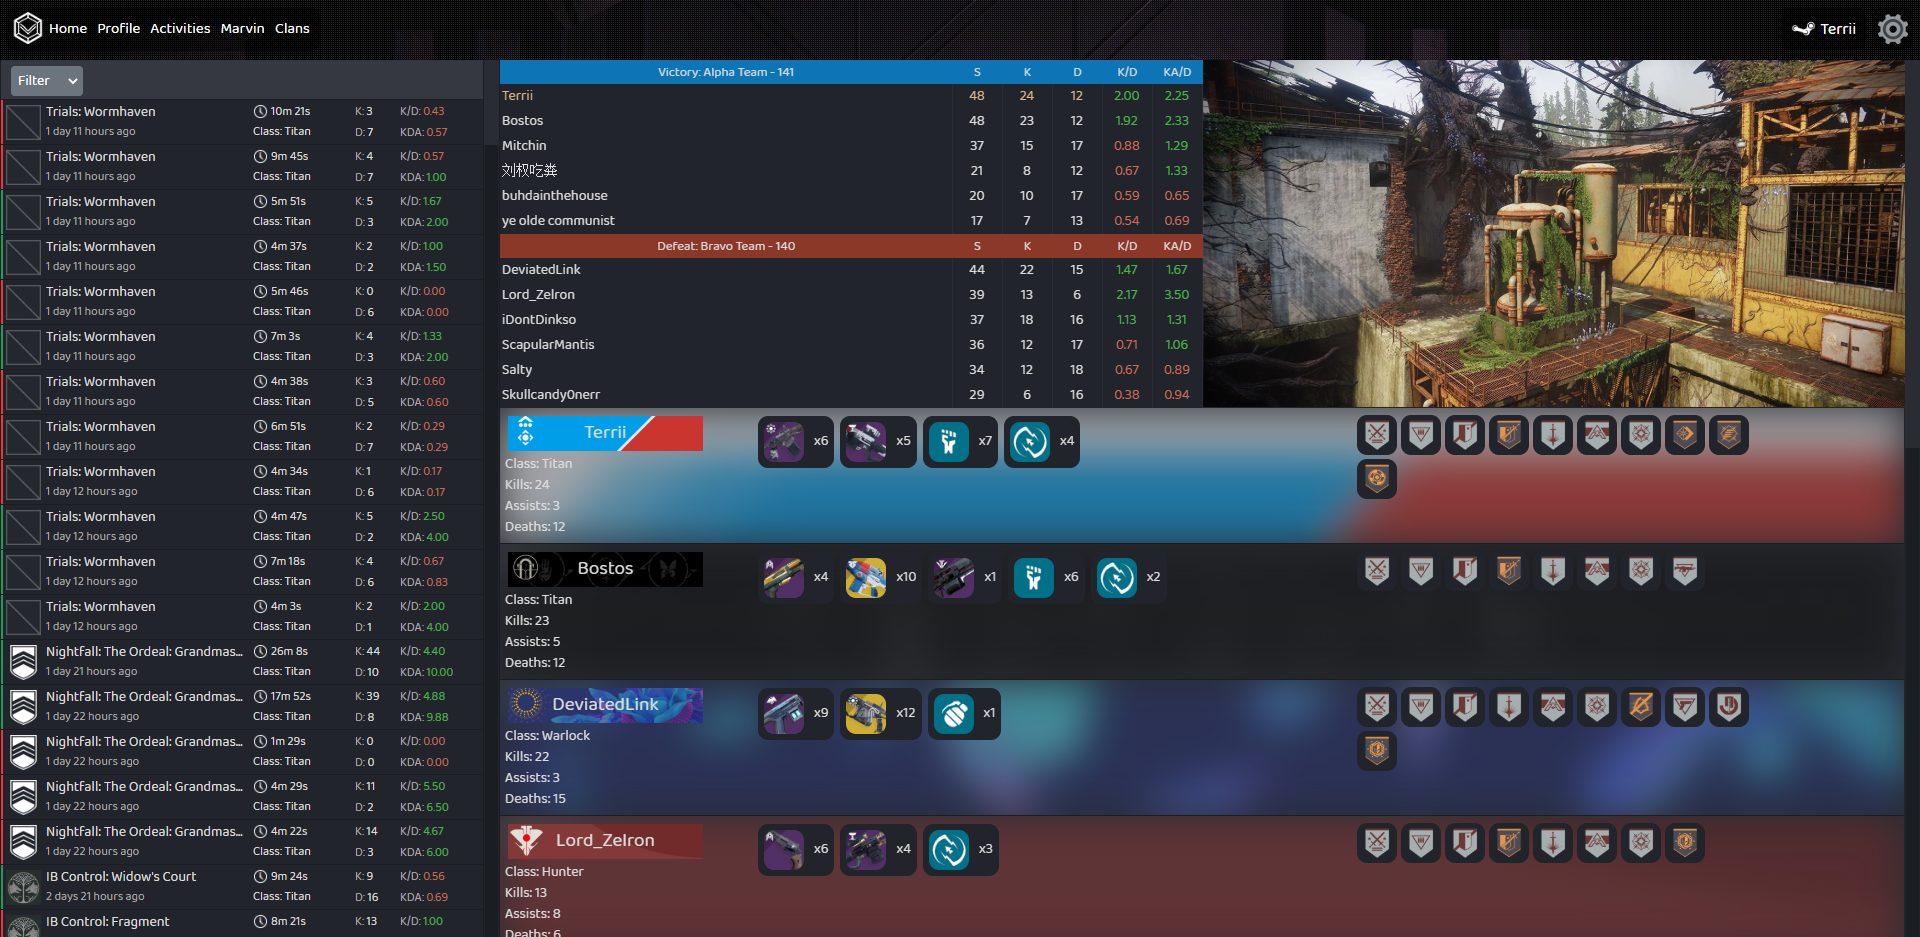 Home Profile Activities Marvin Clans
Terrii
Filter
Trials: Wormhaven 10m 21s K: 3 K/D: 0.43
1 day 11 hours ago Class: Titan D: 7 KDA: 0.57
Trials: Wormhaven 9m 45s K: 4 K/D: 0.57
1 day 11 hours ago Class: Titan D: 7 KDA: 1.00
Trials: Wormhaven 5m 51s K: 5 K/D: 1.67
1 day 11 hours ago Class: Titan D: 3 KDA: 2.00
Trials: Wormhaven 4m 37s K: 2 K/D: 1.00
1 day 11 hours ago Class: Titan D: 2 KDA: 1.50
Trials: Wormhaven 5m 46s K: 0 K/D: 0.00
1 day 11 hours ago Class: Titan D: 6 KDA: 0.00
Trials: Wormhaven 7m 3s K: 4 K/D: 1.33
1 day 11 hours ago Class: Titan D: 3 KDA: 2.00
Trials: Wormhaven 4m 38s K: 3 K/D: 0.60
1 day 11 hours ago Class: Titan D: 5 KDA: 0.60
Trials: Wormhaven 6m 51s K: 2 K/D: 0.29
1 day 11 hours ago Class: Titan D: 7 KDA: 0.29
Trials: Wormhaven 4m 34s K: 1 K/D: 0.17
1 day 12 hours ago Class: Titan D: 6 KDA: 0.17
Trials: Wormhaven 4m 47s K: 5 K/D: 2.50
1 day 12 hours ago Class: Titan D: 2 KDA: 4.00
Trials: Wormhaven 7m 18s K: 4 K/D: 0.67
1 day 12 hours ago Class: Titan D: 6 KDA: 0.83
Trials: Wormhaven 4m 3s K: 2 K/D: 2.00
1 day 12 hours ago Class: Titan D: 1 KDA: 4.00
Nightfall: The Ordeal: Grandmas... 26m 8s K: 44 K/D: 4.40
1 day 21 hours ago Class: Titan D: 10 KDA: 10.00
Nightfall: The Ordeal: Grandmas... 17m 52s K: 39 K/D: 4.88
1 day 22 hours ago Class: Titan D: 8 KDA: 9.88
Nightfall: The Ordeal: Grandmas... 1m 29s K: 0 K/D: 0.00
1 day 22 hours ago Class: Titan D: 0 KDA: 0.00
Nightfall: The Ordeal: Grandmas... 4m 29s K: 11 K/D: 5.50
1 day 22 hours ago Class: Titan D: 2 KDA: 6.50
Nightfall: The Ordeal: Grandmas... 4m 22s K: 14 K/D: 4.67
1 day 22 hours ago Class: Titan D: 3 KDA: 6.00
IB Control: Widow's Court 9m 24s K: 9 K/D: 0.56
2 days 21 hours ago Class: Titan D: 16 KDA: 0.69
IB Control: Fragment 8m 21s K: 13 K/D: 1.00
Victory: Alpha Team - 141 S K D K/D KA/D
Terrii 48 24 12 2.00 2.25
Bostos 48 23 12 1.92 2.33
Mitchin 37 15 17 0.88 1.29
刘权吃粪 21 8 12 0.67 1.33
buhdainthehouse 20 10 17 0.59 0.65
ye olde communist 17 7 13 0.54 0.69
Defeat: Bravo Team - 140 S K D K/D KA/D
DeviatedLink 44 22 15 1.47 1.67
Lord_Zelron 39 13 6 2.17 3.50
iDontDinkso 37 18 16 1.13 1.31
ScapularMantis 36 12 17 0.71 1.06
Salty 34 12 18 0.67 0.89
Skullcandy0nerr 29 6 16 0.38 0.94
Terrii x6 x5 x7 x4
Class: Titan
Kills: 24
Assists: 3
Deaths: 12
Bostos x4 x10 x1 x6 x2
Class: Titan
Kills: 23
Assists: 5
Deaths: 12
DeviatedLink x9 x12 x1
Class: Warlock
Kills: 22
Assists: 3
Deaths: 15
Lord_Zelron x6 x4 x3
Class: Hunter
Kills: 13
Assists: 8
Deaths: 6